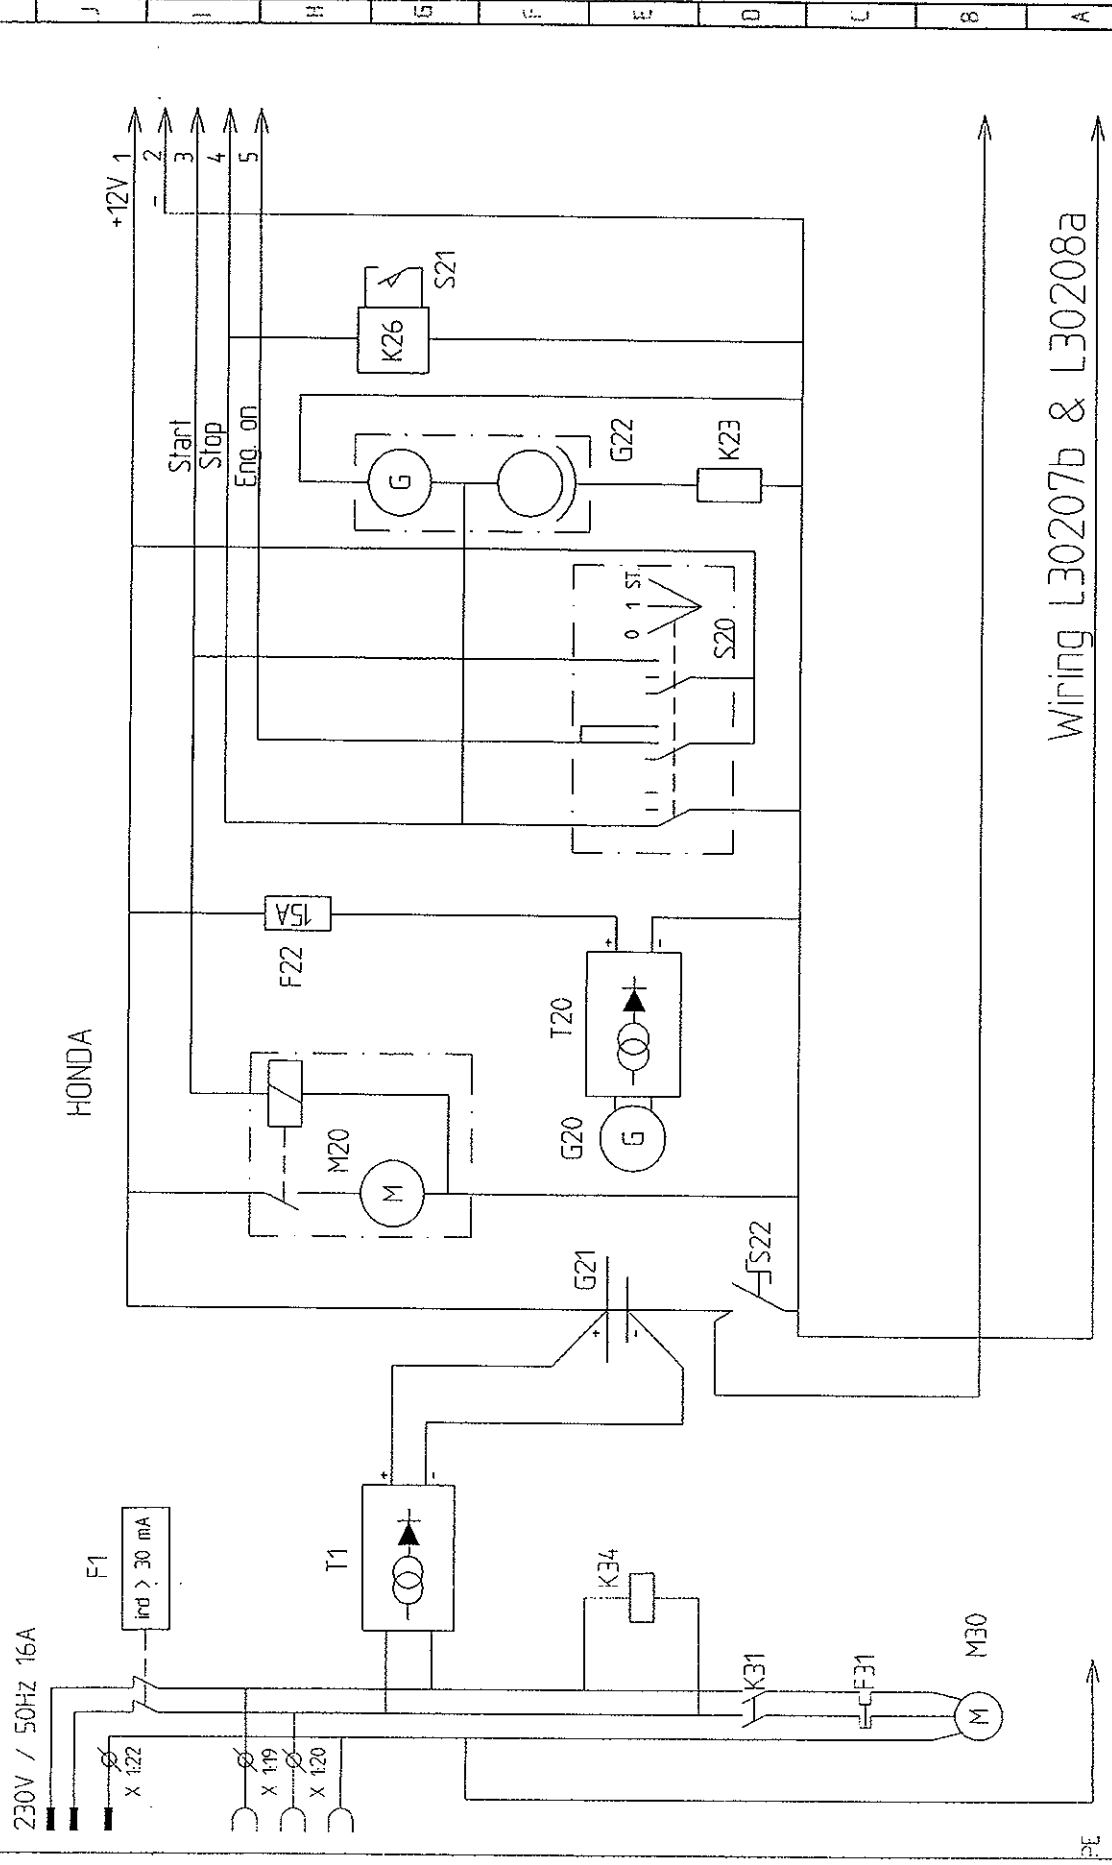 J I H G F E D C B A
+12V 1
- 2
3
4
5
Start
Stop
Eng. on
K26
S21
G
G22
K23
0 1 ST.
S20
Wiring L30207b & L30208a
HONDA
15A
F22
T20
+ -
G20
G
M20
M
G21
+ -
S22
230V / 50HZ 16A
F1
ird > 30 mA
T1
+ -
K34
K31
F31
M30
M
X 1:22
X 1:19
X 1:20
PE